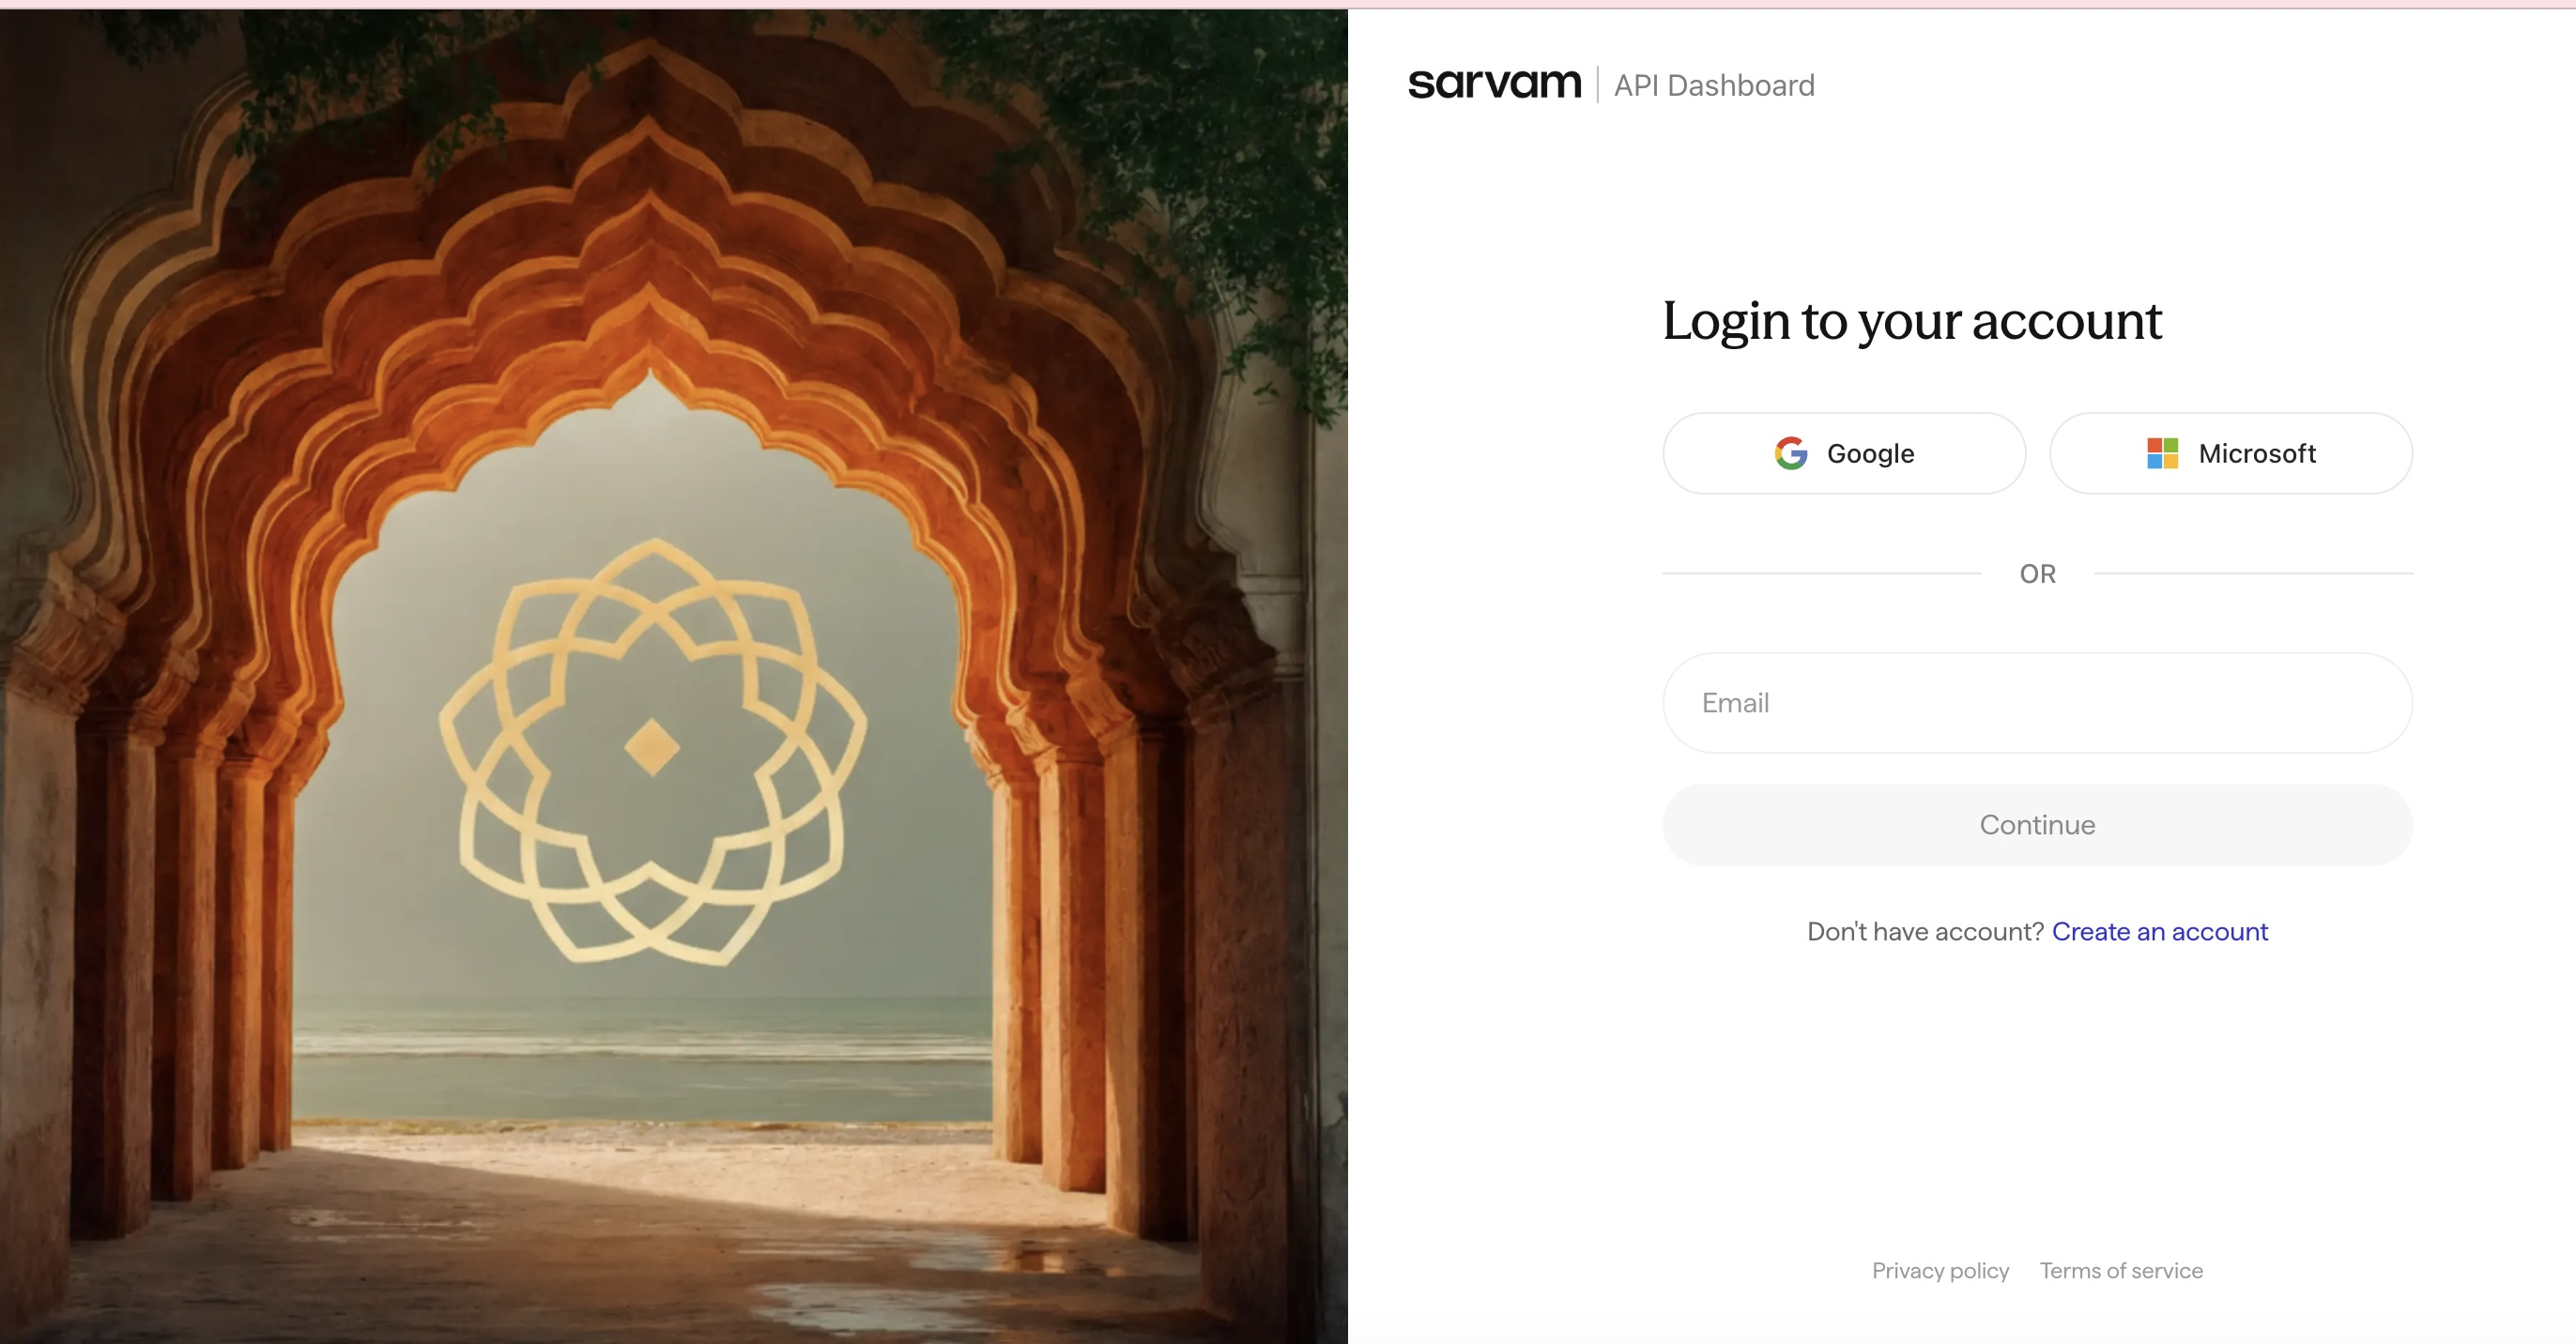 sarvam | API Dashboard
Login to your account
Google
Microsoft
OR
Email
Continue
Don't have account? Create an account
Privacy policy
Terms of service